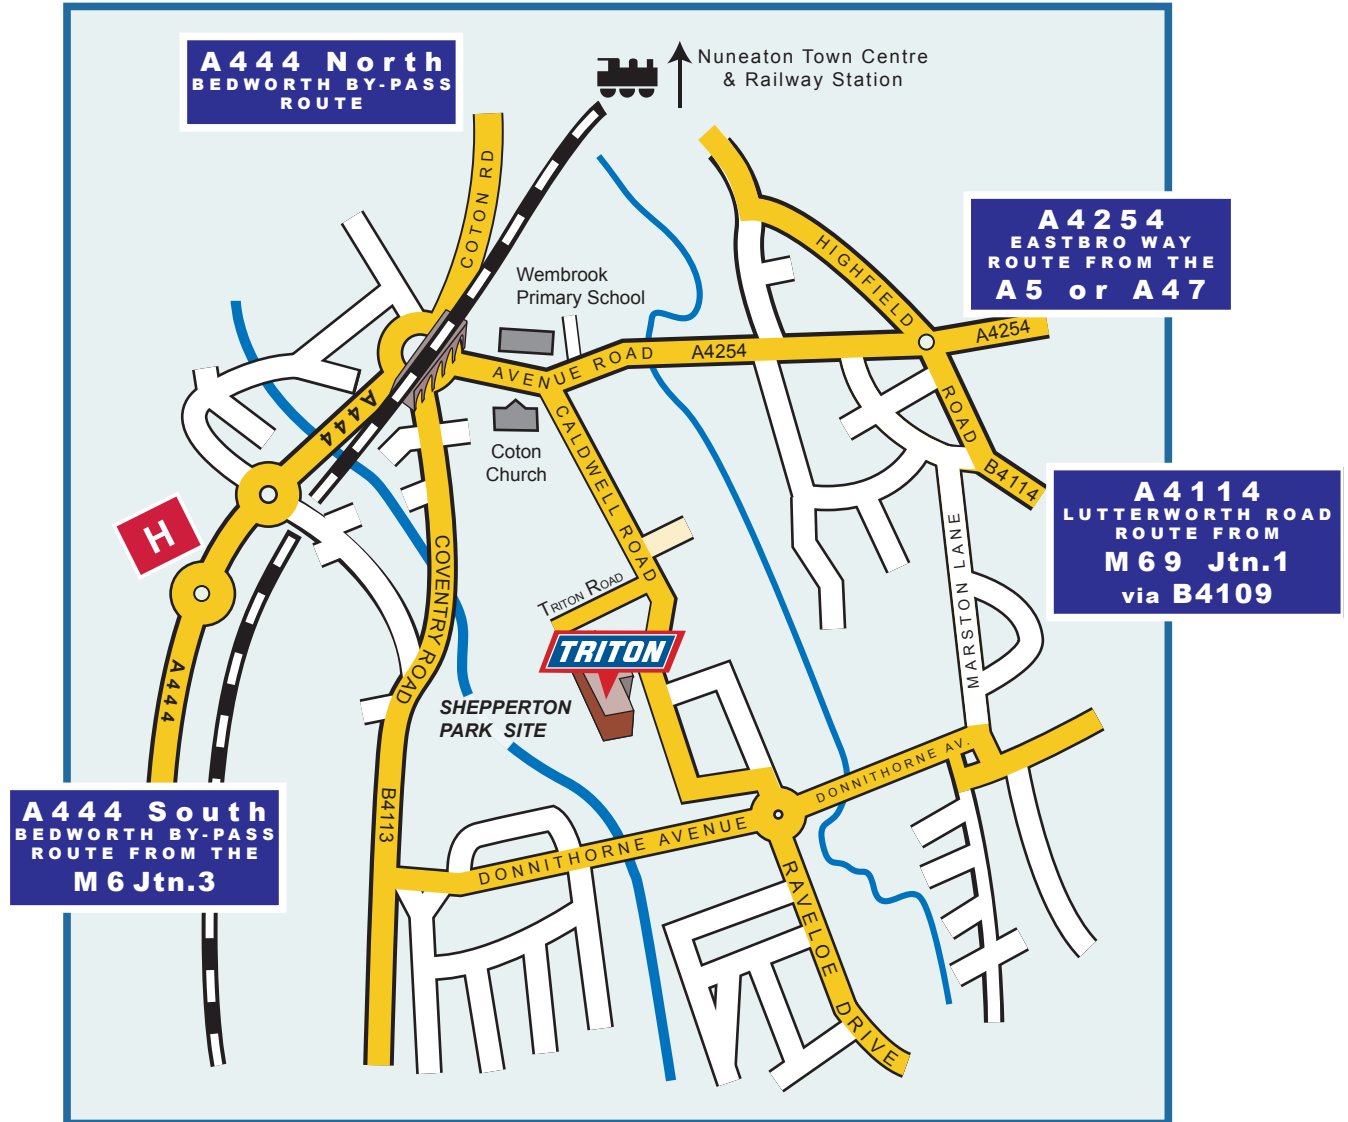 A444 North
BEDWORTH BY-PASS
ROUTE
Nuneaton Town Centre
& Railway Station
COTON RD
A4254
EASTBRO WAY
ROUTE FROM THE
A5 or A47
HIGHFIELD
ROAD
B4114
Wembrook
Primary School
AVENUE ROAD
A4254
A4254
A444
Coton
Church
CALDWELL ROAD
A4114
LUTTERWORTH ROAD
ROUTE FROM
M69 Jtn.1
via B4109
H
COVENTRY ROAD
TRITON ROAD
TRITON
MARSTON LANE
A444
SHEPPERTON
PARK SITE
DONNITHORNE AV.
A444 South
BEDWORTH BY-PASS
ROUTE FROM THE
M6 Jtn.3
B4113
DONNITHORNE AVENUE
RAVELOE DRIVE